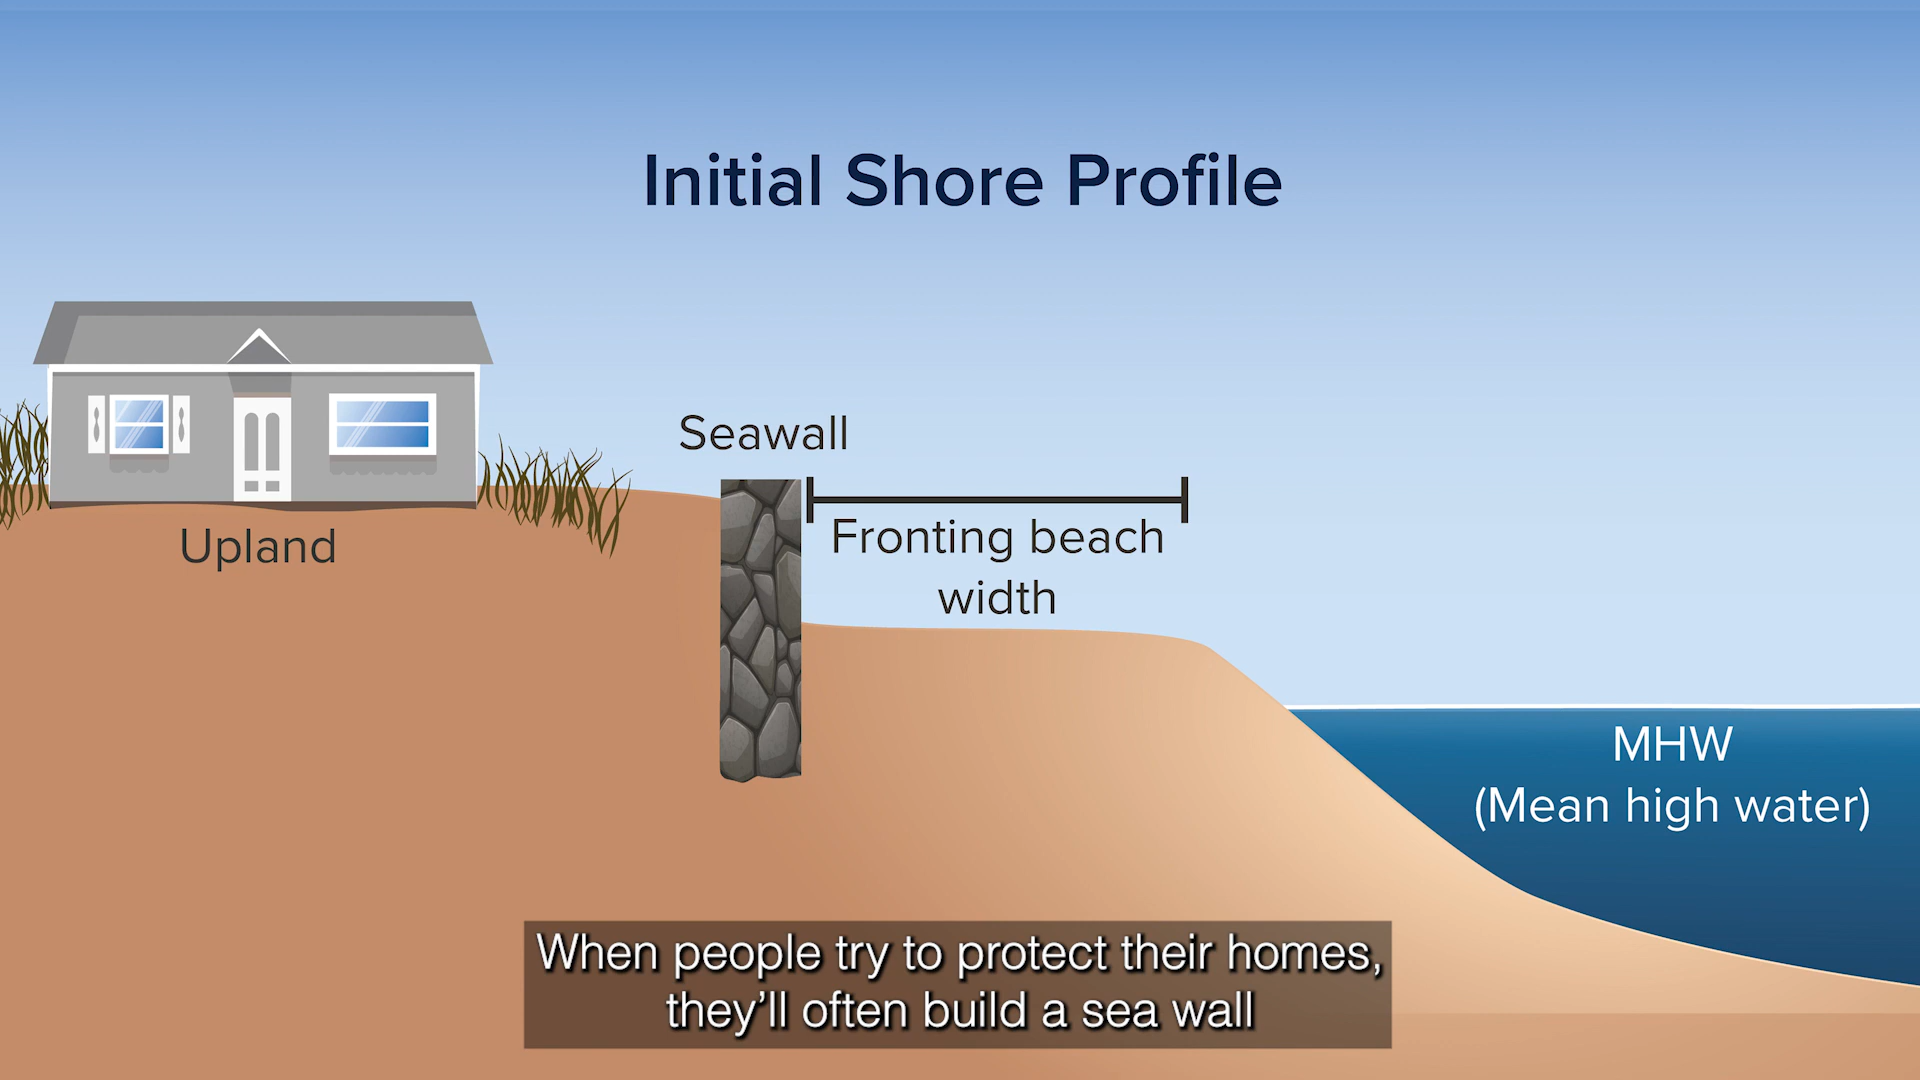 Initial Shore Profile
Seawall
Upland
Fronting beach
width
MHW
(Mean high water)
When people try to protect their homes,
they'll often build a sea wall